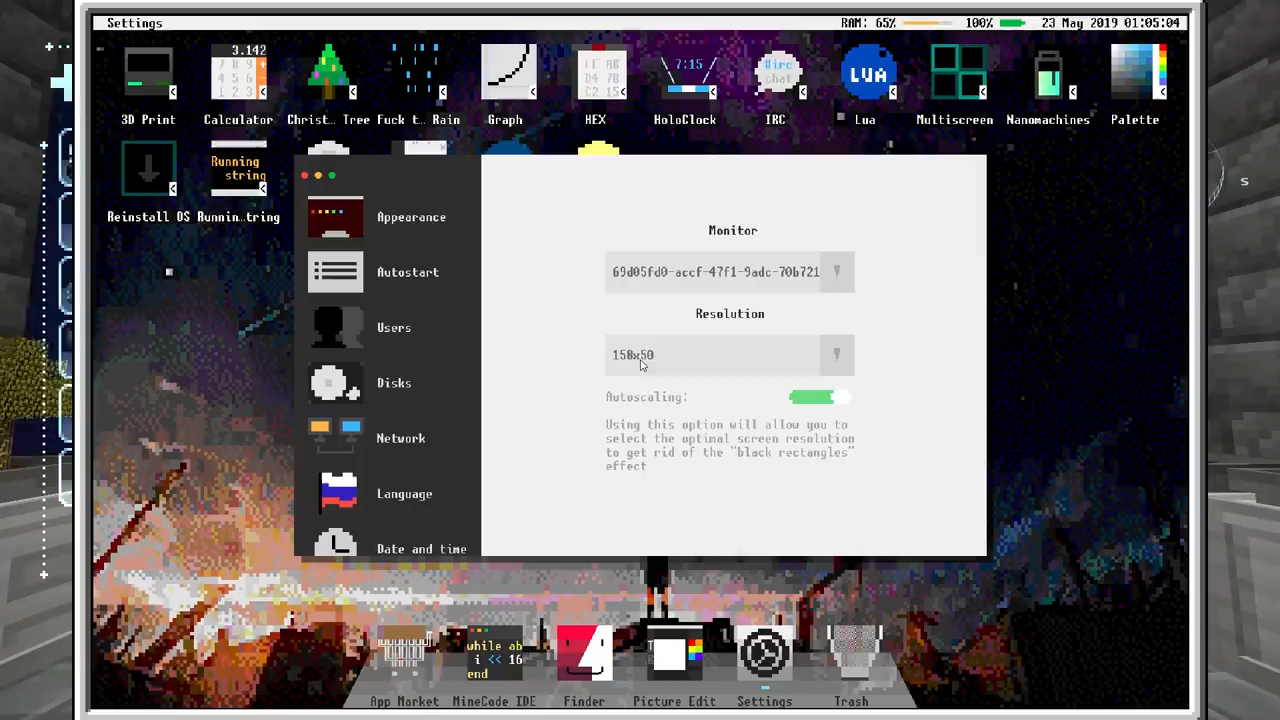 Settings
RAM: 65%
100%
23 May 2019 01:05:04
3.142
7:15
#irc
chat
LVA
3D Print
Calculator
Christ… Tree
Fuck t… Rain
Graph
HEX
HoloClock
IRC
Lua
Multiscreen
Nanomachines
Palette
Running
string
Reinstall OS
Runnin…tring
s
Appearance
Autostart
Users
Disks
Network
Language
Date and time
Monitor
69d05fd0-accf-47f1-9adc-70b721
Resolution
150x50
Autoscaling:
Using this option will allow you to
select the optimal screen resolution
to get rid of the "black rectangles"
effect
while ab
i << 16
end
App Market
MineCode IDE
Finder
Picture Edit
Settings
Trash